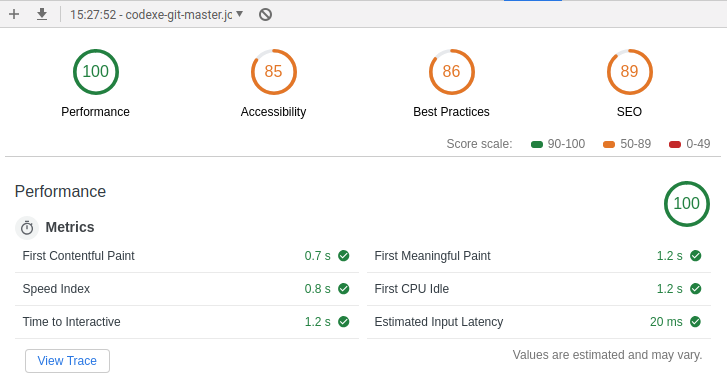 15:27:52 - codexe-git-master.jc
100 85 86 89
Performance Accessibility Best Practices SEO
Score scale: 90-100 50-89 0-49
Performance 100
Metrics
First Contentful Paint 0.7 s First Meaningful Paint 1.2 s
Speed Index 0.8 s First CPU Idle 1.2 s
Time to Interactive 1.2 s Estimated Input Latency 20 ms
View Trace Values are estimated and may vary.